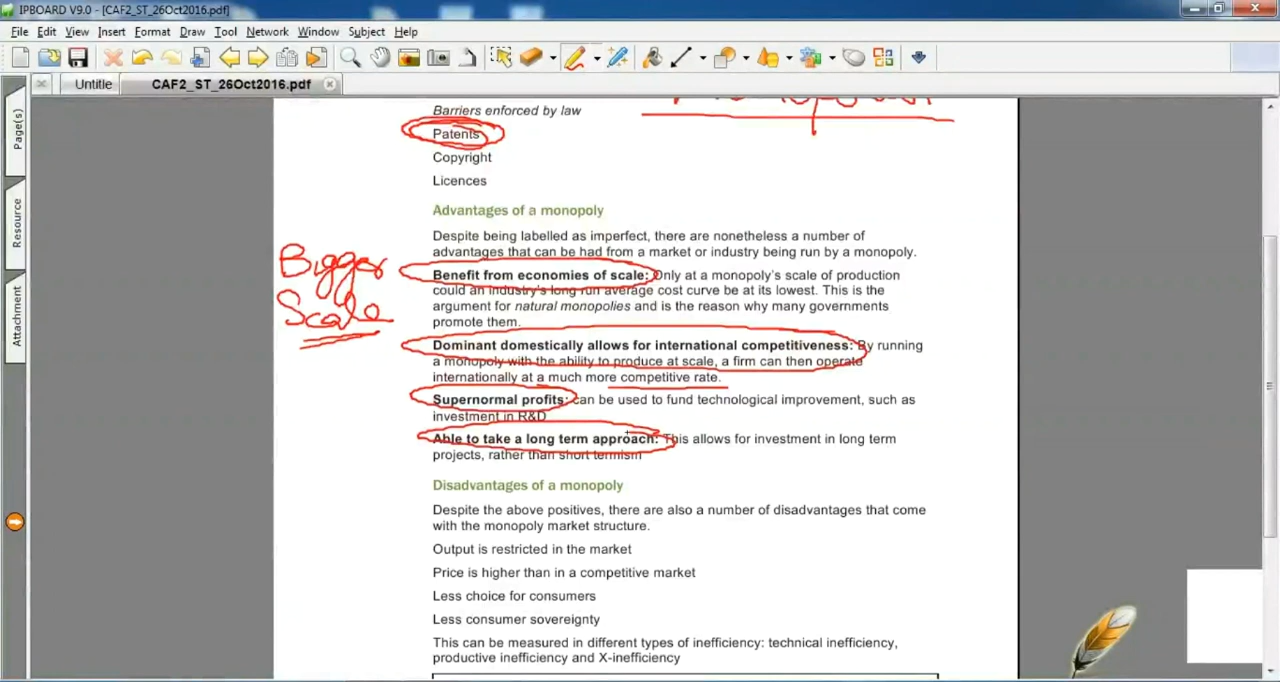 IPBOARD V9.0 - [CAF2_ST_26Oct2016.pdf]
File Edit View Insert Format Draw Tool Network Window Subject Help
Untitle CAF2_ST_26Oct2016.pdf
Page(s)
Resource
Attachment
Barriers enforced by law
Patents
Copyright
Licences
Advantages of a monopoly
Despite being labelled as imperfect, there are nonetheless a number of
advantages that can be had from a market or industry being run by a monopoly.
Bigger
Scale
Benefit from economies of scale: Only at a monopoly's scale of production
could an industry's long run average cost curve be at its lowest. This is the
argument for natural monopolies and is the reason why many governments
promote them.
Dominant domestically allows for international competitiveness: By running
a monopoly with the ability to produce at scale, a firm can then operate
internationally at a much more competitive rate.
Supernormal profits: can be used to fund technological improvement, such as
investment in R&D
Able to take a long term approach: This allows for investment in long term
projects, rather than short termism
Disadvantages of a monopoly
Despite the above positives, there are also a number of disadvantages that come
with the monopoly market structure.
Output is restricted in the market
Price is higher than in a competitive market
Less choice for consumers
Less consumer sovereignty
This can be measured in different types of inefficiency: technical inefficiency,
productive inefficiency and X-inefficiency